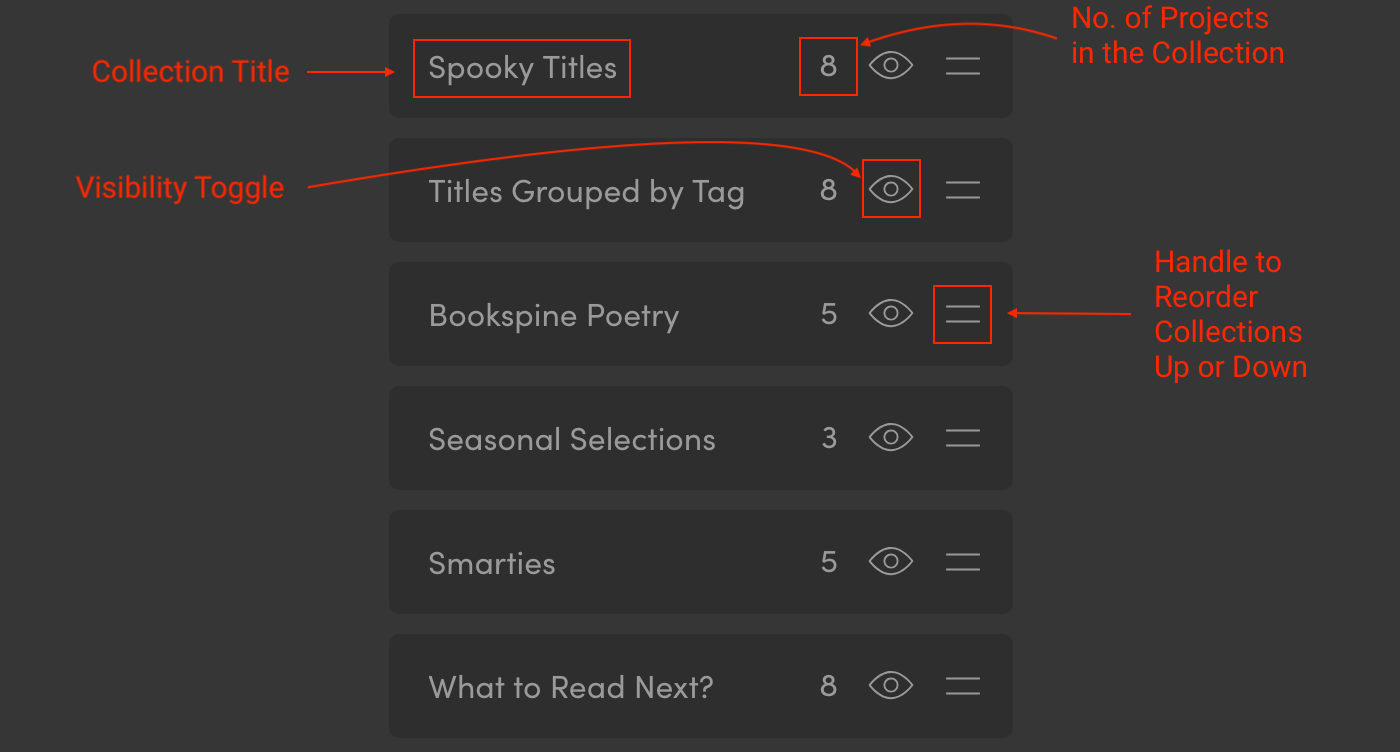 No. of Projects
in the Collection
Collection Title
Spooky Titles 8
Visibility Toggle
Titles Grouped by Tag 8
Handle to
Reorder
Collections
Up or Down
Bookspine Poetry 5
Seasonal Selections 3
Smarties 5
What to Read Next? 8